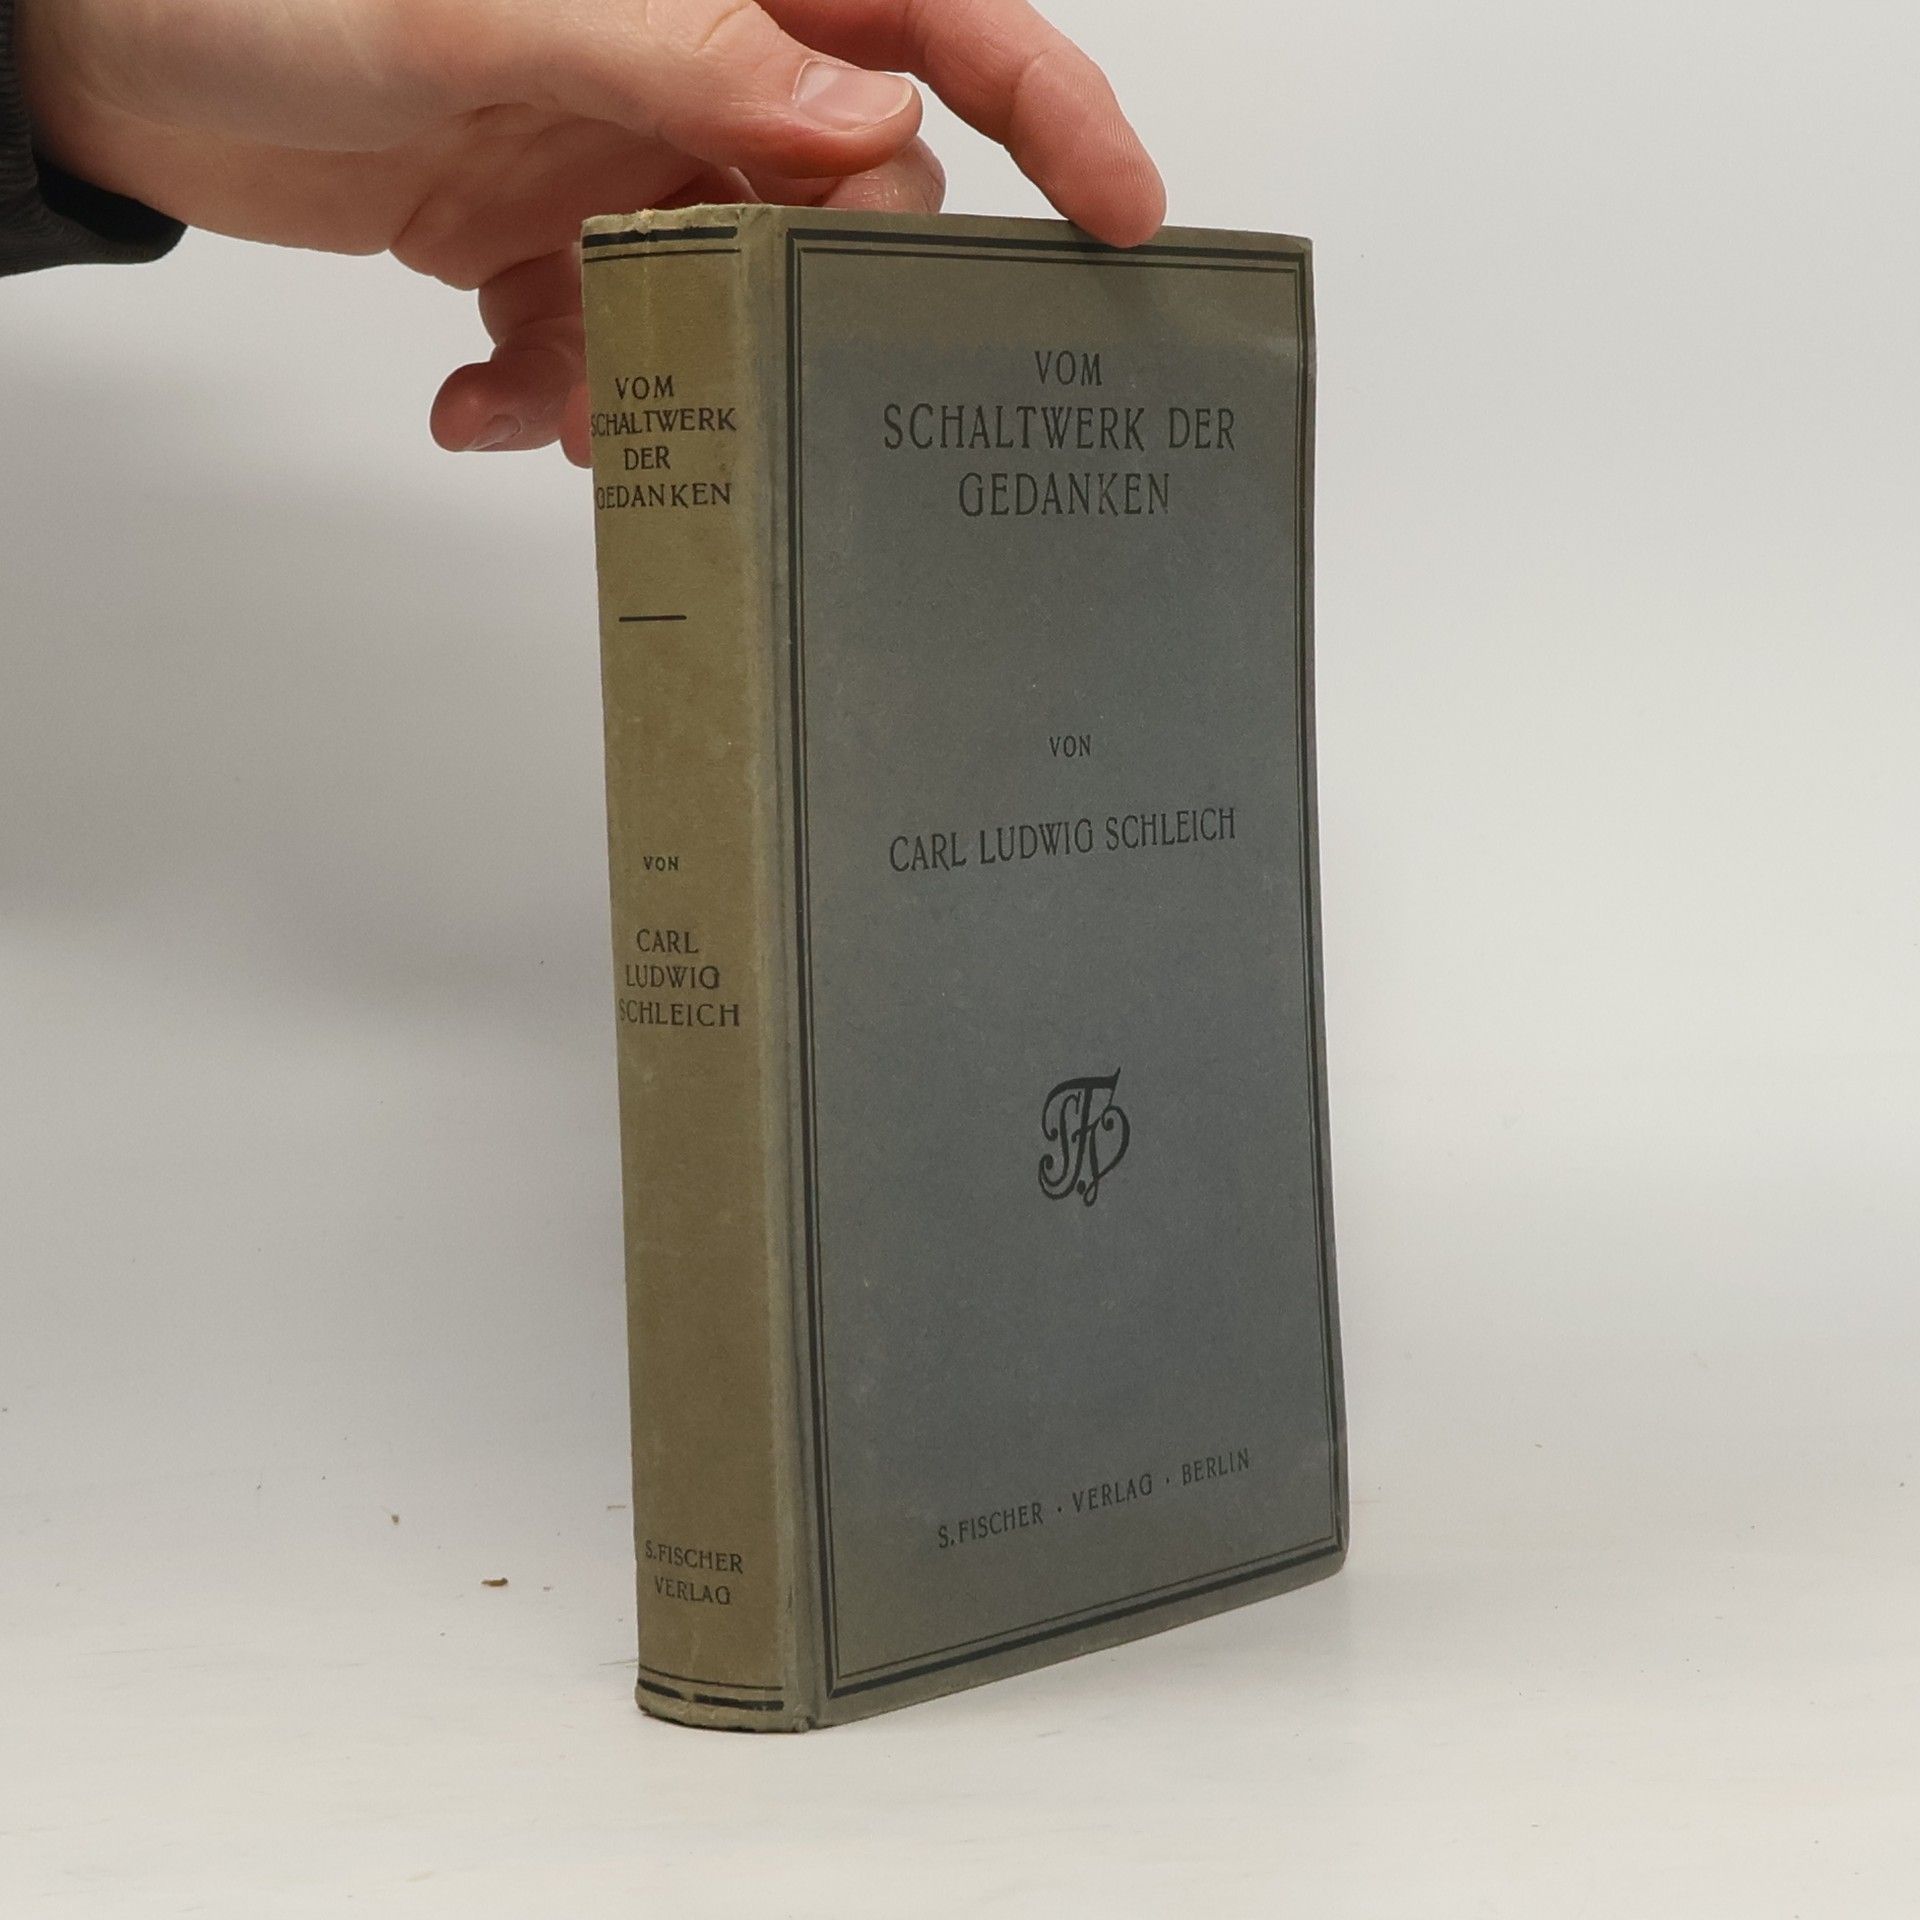 VOM
SCHALTWERK
DER
GEDANKEN
VON
CARL
LUDWIG
SCHLEICH
S.FISCHER
VERLAG
VOM
SCHALTWERK DER
GEDANKEN
VON
CARL LUDWIG SCHLEICH
S.FISCHER · VERLAG · BERLIN